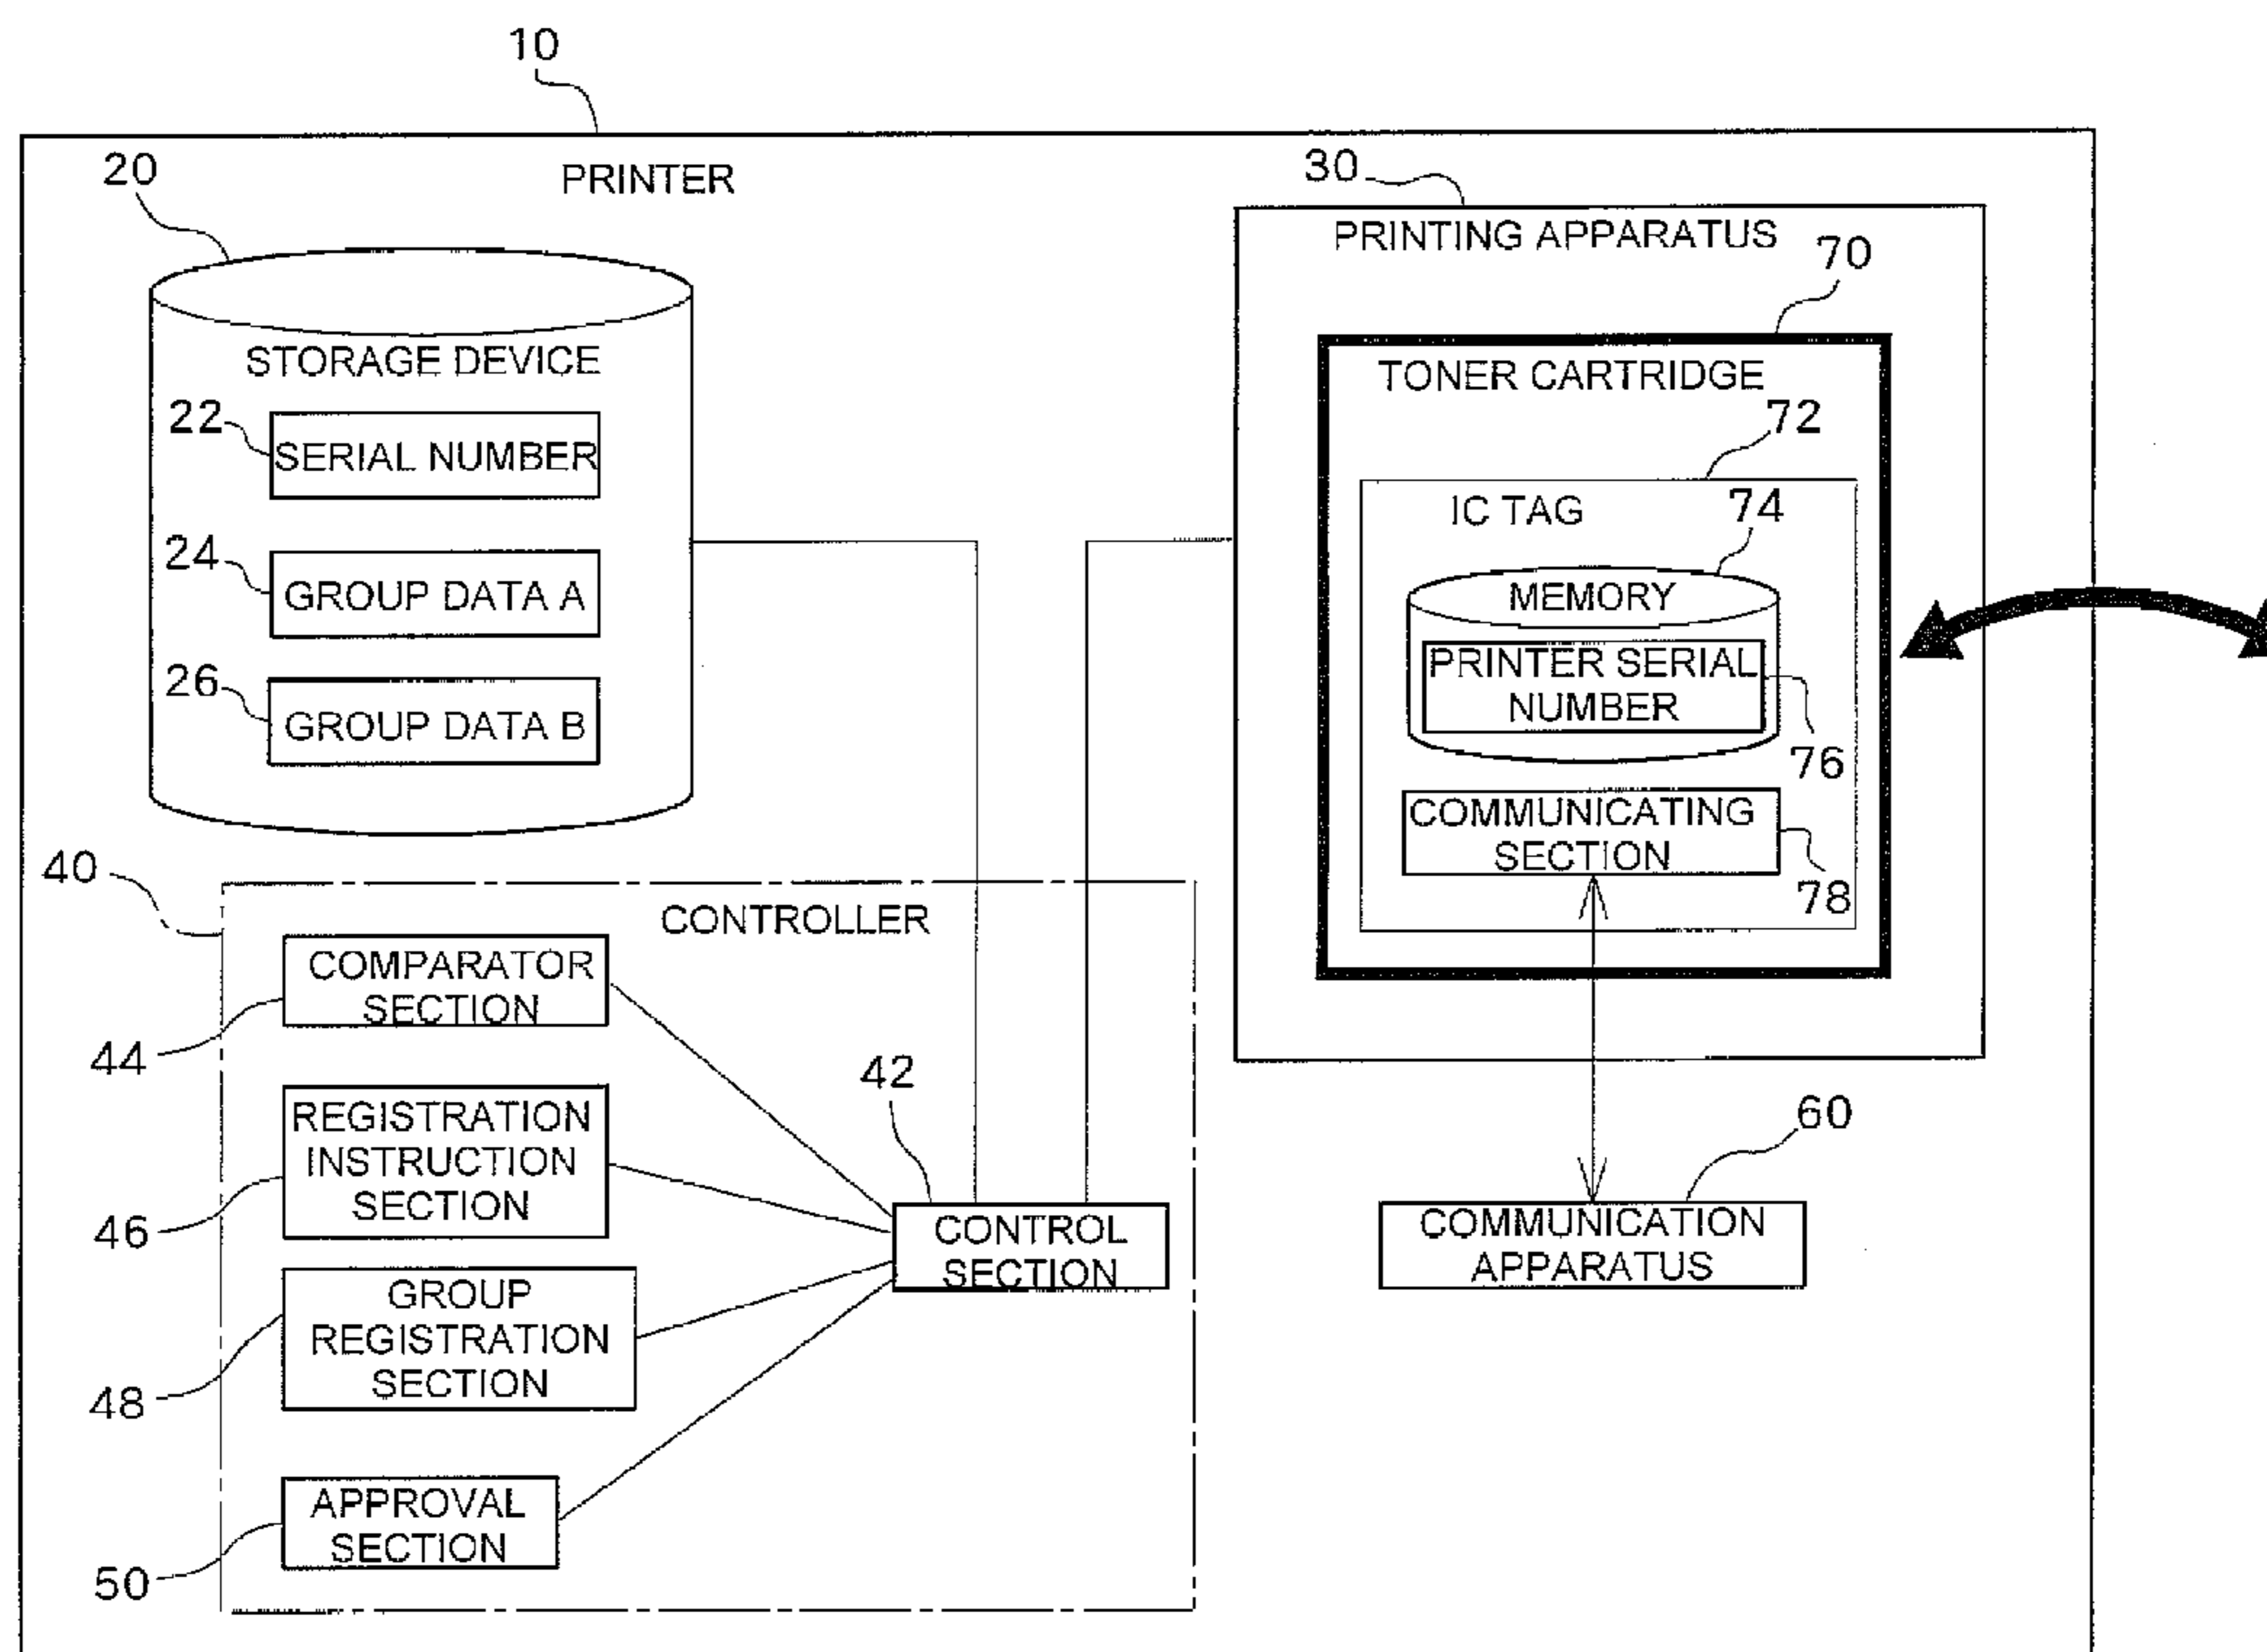 10
PRINTER
20
STORAGE DEVICE
22
SERIAL NUMBER
24
GROUP DATA A
26
GROUP DATA B
30
PRINTING APPARATUS
70
TONER CARTRIDGE
72
IC TAG
74
MEMORY
PRINTER SERIAL
NUMBER
76
COMMUNICATING
SECTION
78
40
CONTROLLER
COMPARATOR
SECTION
44
REGISTRATION
INSTRUCTION
SECTION
46
GROUP
REGISTRATION
SECTION
48
APPROVAL
SECTION
50
42
CONTROL
SECTION
60
COMMUNICATION
APPARATUS